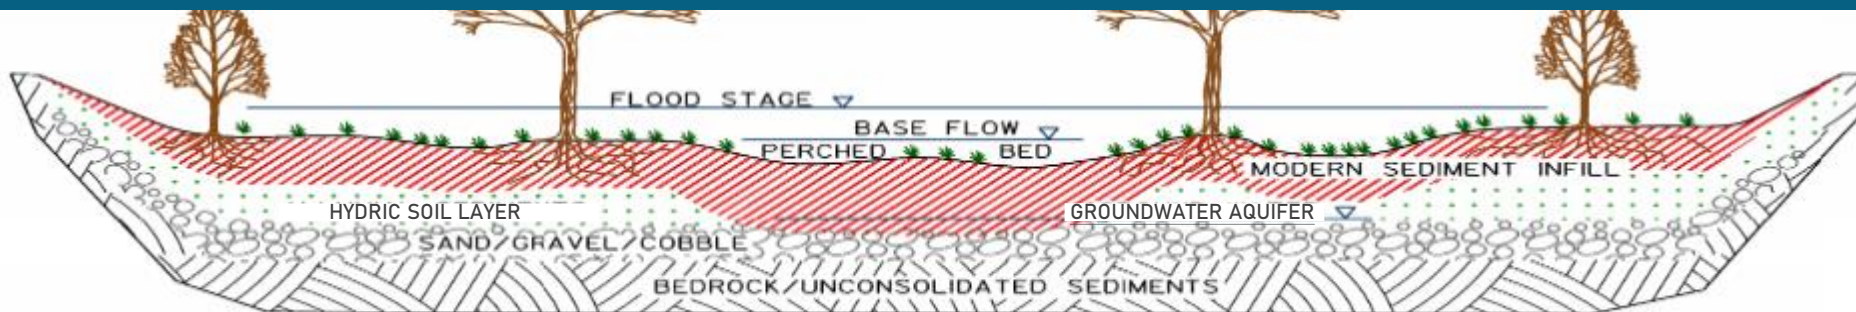 FLOOD STAGE
BASE FLOW
PERCHED BED
MODERN SEDIMENT INFILL
HYDRIC SOIL LAYER
GROUNDWATER AQUIFER
SAND/GRAVEL/COBBLE
BEDROCK/UNCONSOLIDATED SEDIMENTS